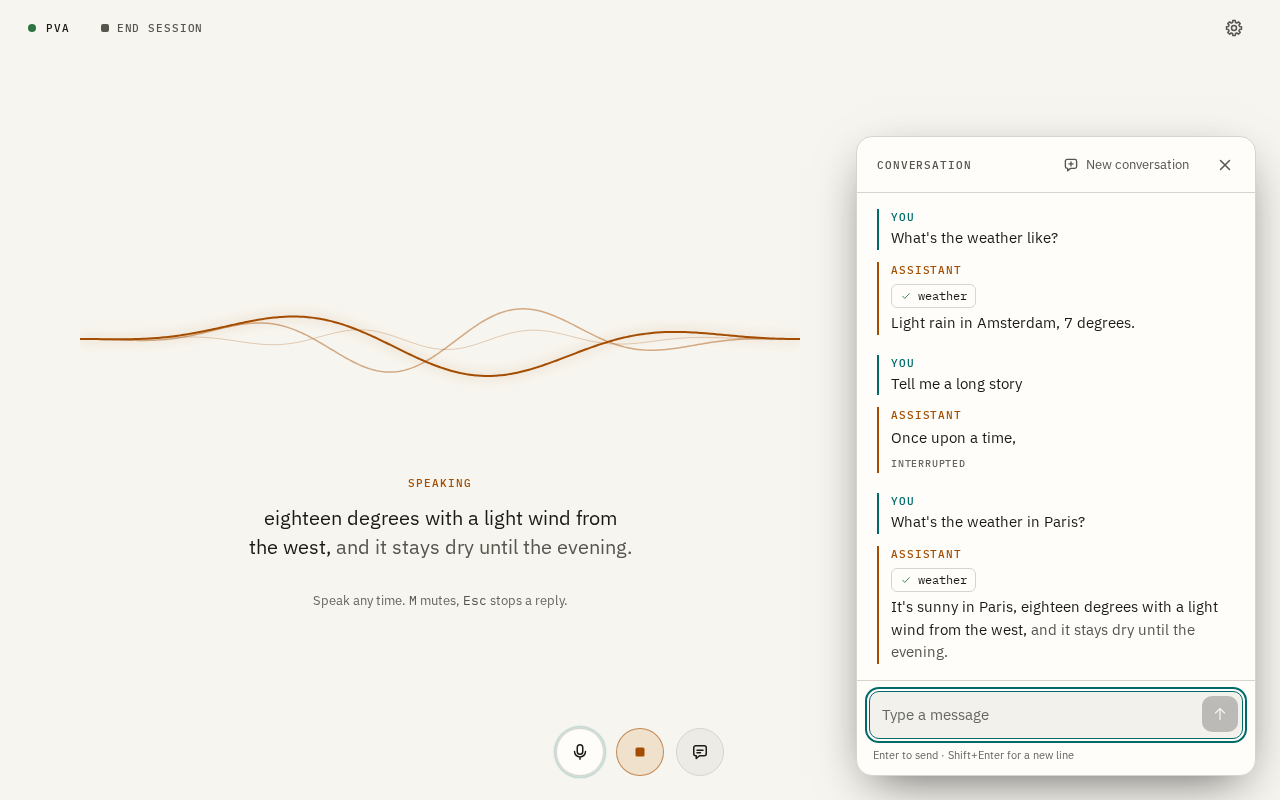 PVA
END SESSION
CONVERSATION
New conversation
YOU
What's the weather like?
ASSISTANT
weather
Light rain in Amsterdam, 7 degrees.
YOU
Tell me a long story
ASSISTANT
Once upon a time,
INTERRUPTED
YOU
What's the weather in Paris?
ASSISTANT
weather
It's sunny in Paris, eighteen degrees with a light
wind from the west, and it stays dry until the
evening.
SPEAKING
eighteen degrees with a light wind from
the west, and it stays dry until the evening.
Speak any time. M mutes, Esc stops a reply.
Type a message
Enter to send · Shift+Enter for a new line